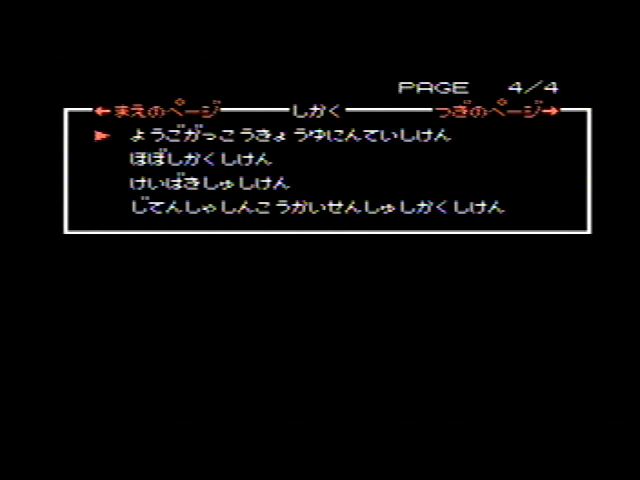 PAGE 4/4
←まえのページ しかく つぎのページ→
► ようごがっこうきょうゆにんていしけん
ほぼしかくしけん
けいばきしゅしけん
じてんしゃしんこうかいせんしゅしかくしけん